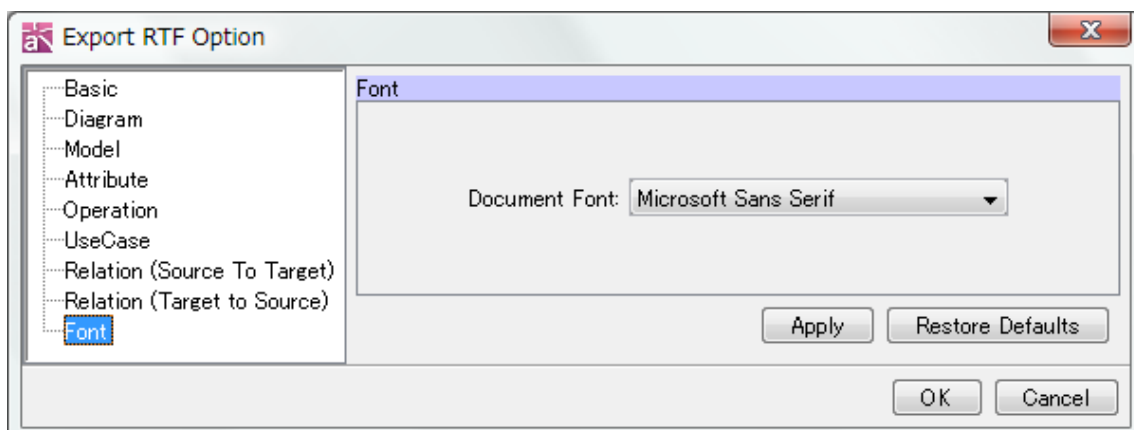 Export RTF Option
Basic
Diagram
Model
Attribute
Operation
UseCase
Relation (Source To Target)
Relation (Target to Source)
Font
Font
Document Font: Microsoft Sans Serif
Apply Restore Defaults
OK Cancel